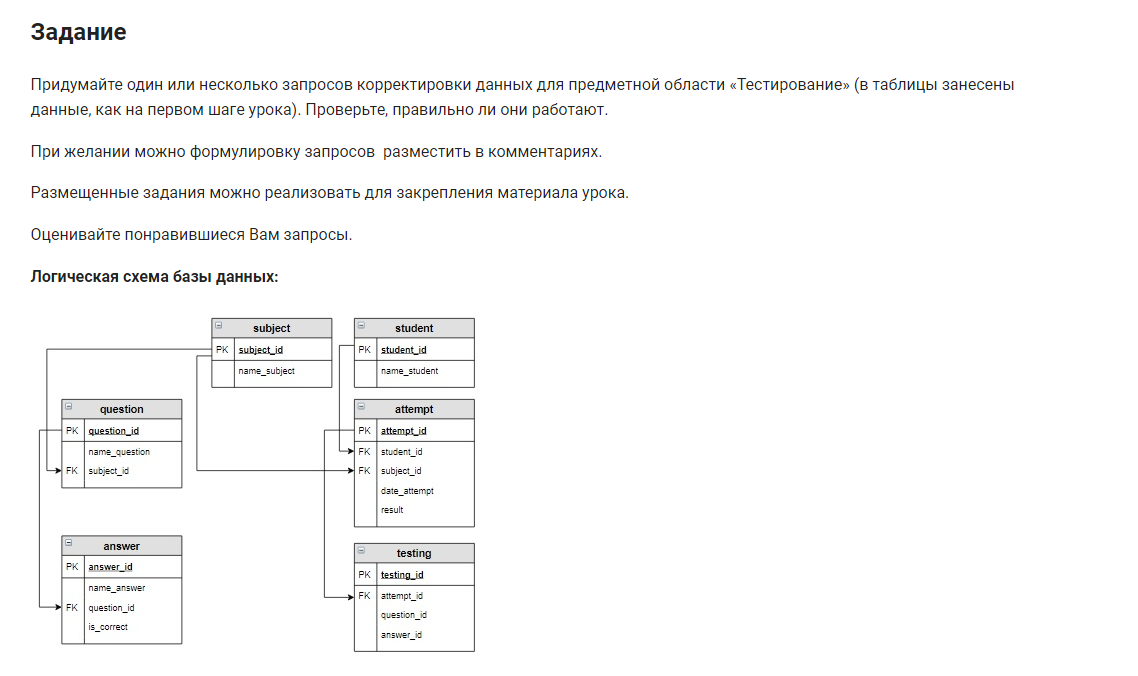 Задание
Придумайте один или несколько запросов корректировки данных для предметной области «Тестирование» (в таблицы занесены
данные, как на первом шаге урока). Проверьте, правильно ли они работают.
При желании можно формулировку запросов  разместить в комментариях.
Размещенные задания можно реализовать для закрепления материала урока.
Оценивайте понравившиеся Вам запросы.
Логическая схема базы данных:
subject
PK subject_id
name_subject
student
PK student_id
name_student
question
PK question_id
name_question
FK subject_id
attempt
PK attempt_id
FK student_id
FK subject_id
date_attempt
result
answer
PK answer_id
name_answer
FK question_id
is_correct
testing
PK testing_id
FK attempt_id
question_id
answer_id